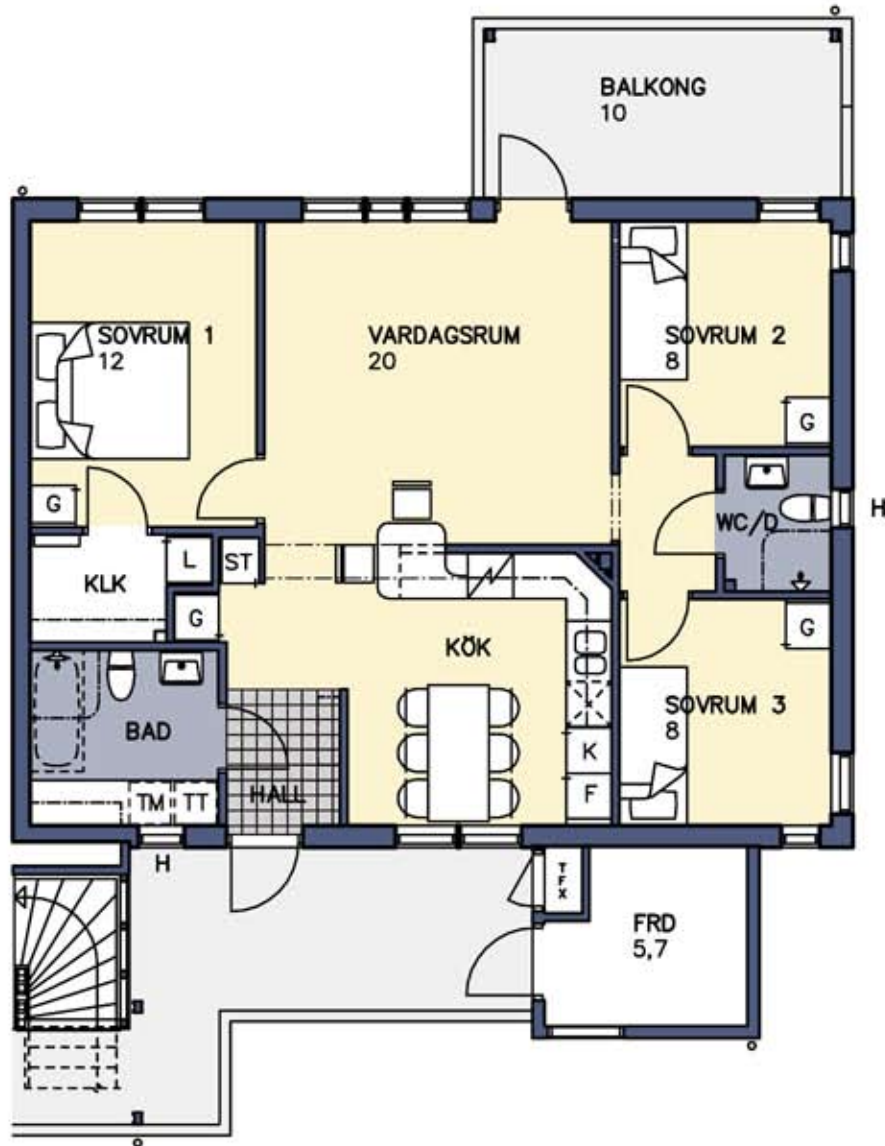 BALKONG
10
SOVRUM 1
12
VARDAGSRUM
20
SOVRUM 2
8
G
G
WC/D
H
KLK
L
ST
G
KÖK
G
SOVRUM 3
8
BAD
K
TM
TT
HALL
F
H
TFX
FRD
5,7